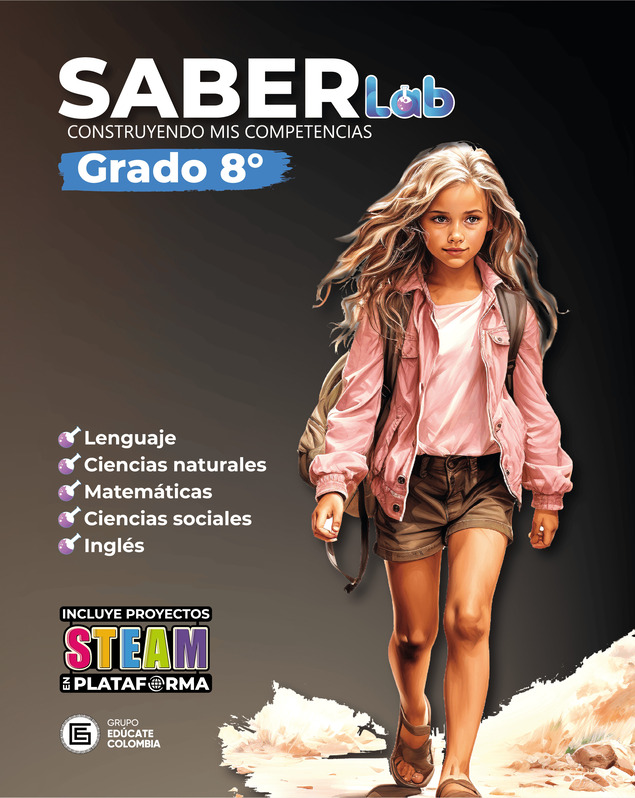 SABER Lab
CONSTRUYENDO MIS COMPETENCIAS
Grado 8°
Lenguaje
Ciencias naturales
Matemáticas
Ciencias sociales
Inglés
INCLUYE PROYECTOS
STEAM
EN PLATAFORMA
GRUPO
EDÚCATE
COLOMBIA